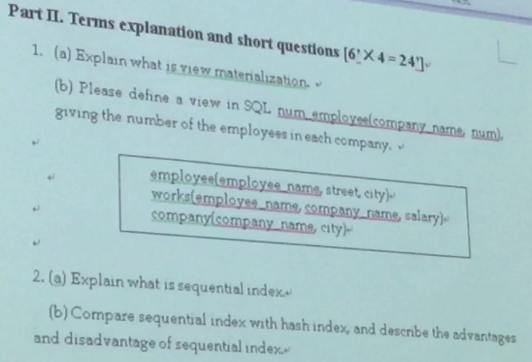 Part II. Terms explanation and short questions [6'×4=24'].
1. (a) Explain what is view materialization.
(b) Please define a view in SQL num_employee(company_name, num),
giving the number of the employees in each company.
employee(employee_name, street, city)
works(employee_name, company_name, salary)
company(company_name, city)
2. (a) Explain what is sequential index.
(b) Compare sequential index with hash index, and describe the advantages
and disadvantage of sequential index.